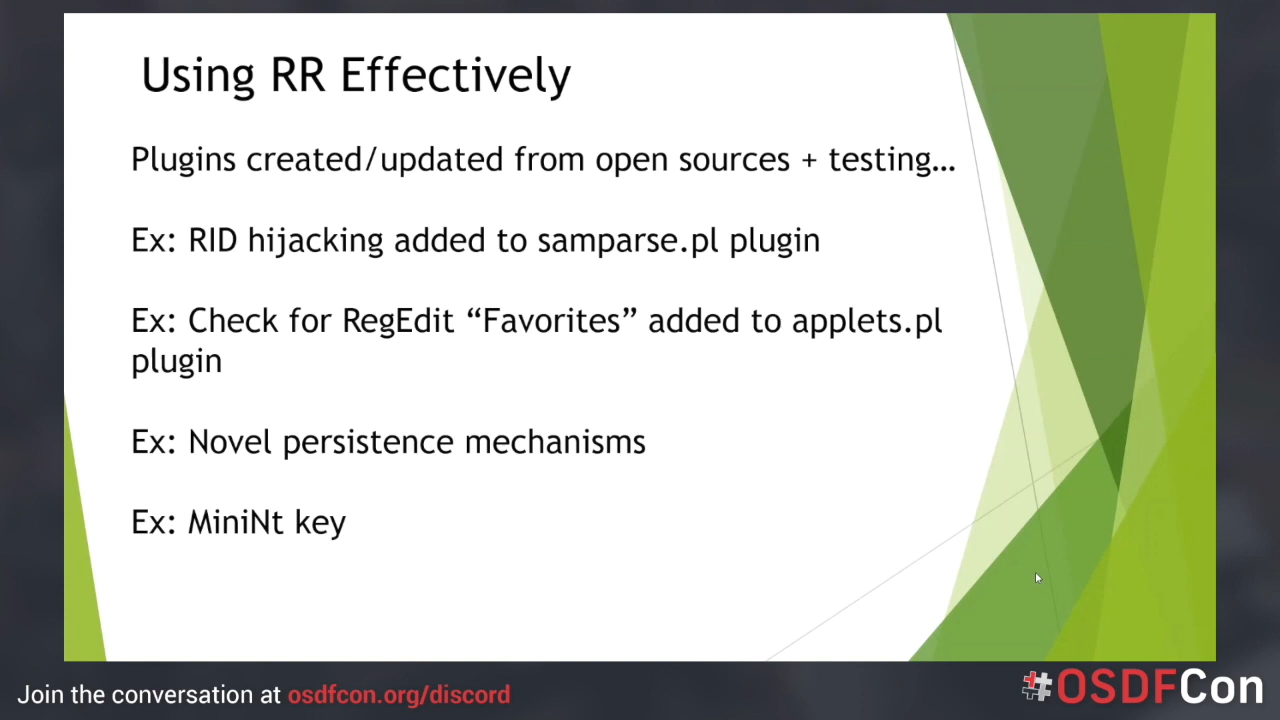 Using RR Effectively
Plugins created/updated from open sources + testing…
Ex: RID hijacking added to samparse.pl plugin
Ex: Check for RegEdit “Favorites” added to applets.pl
plugin
Ex: Novel persistence mechanisms
Ex: MiniNt key
Join the conversation at osdfcon.org/discord
#OSDFCon